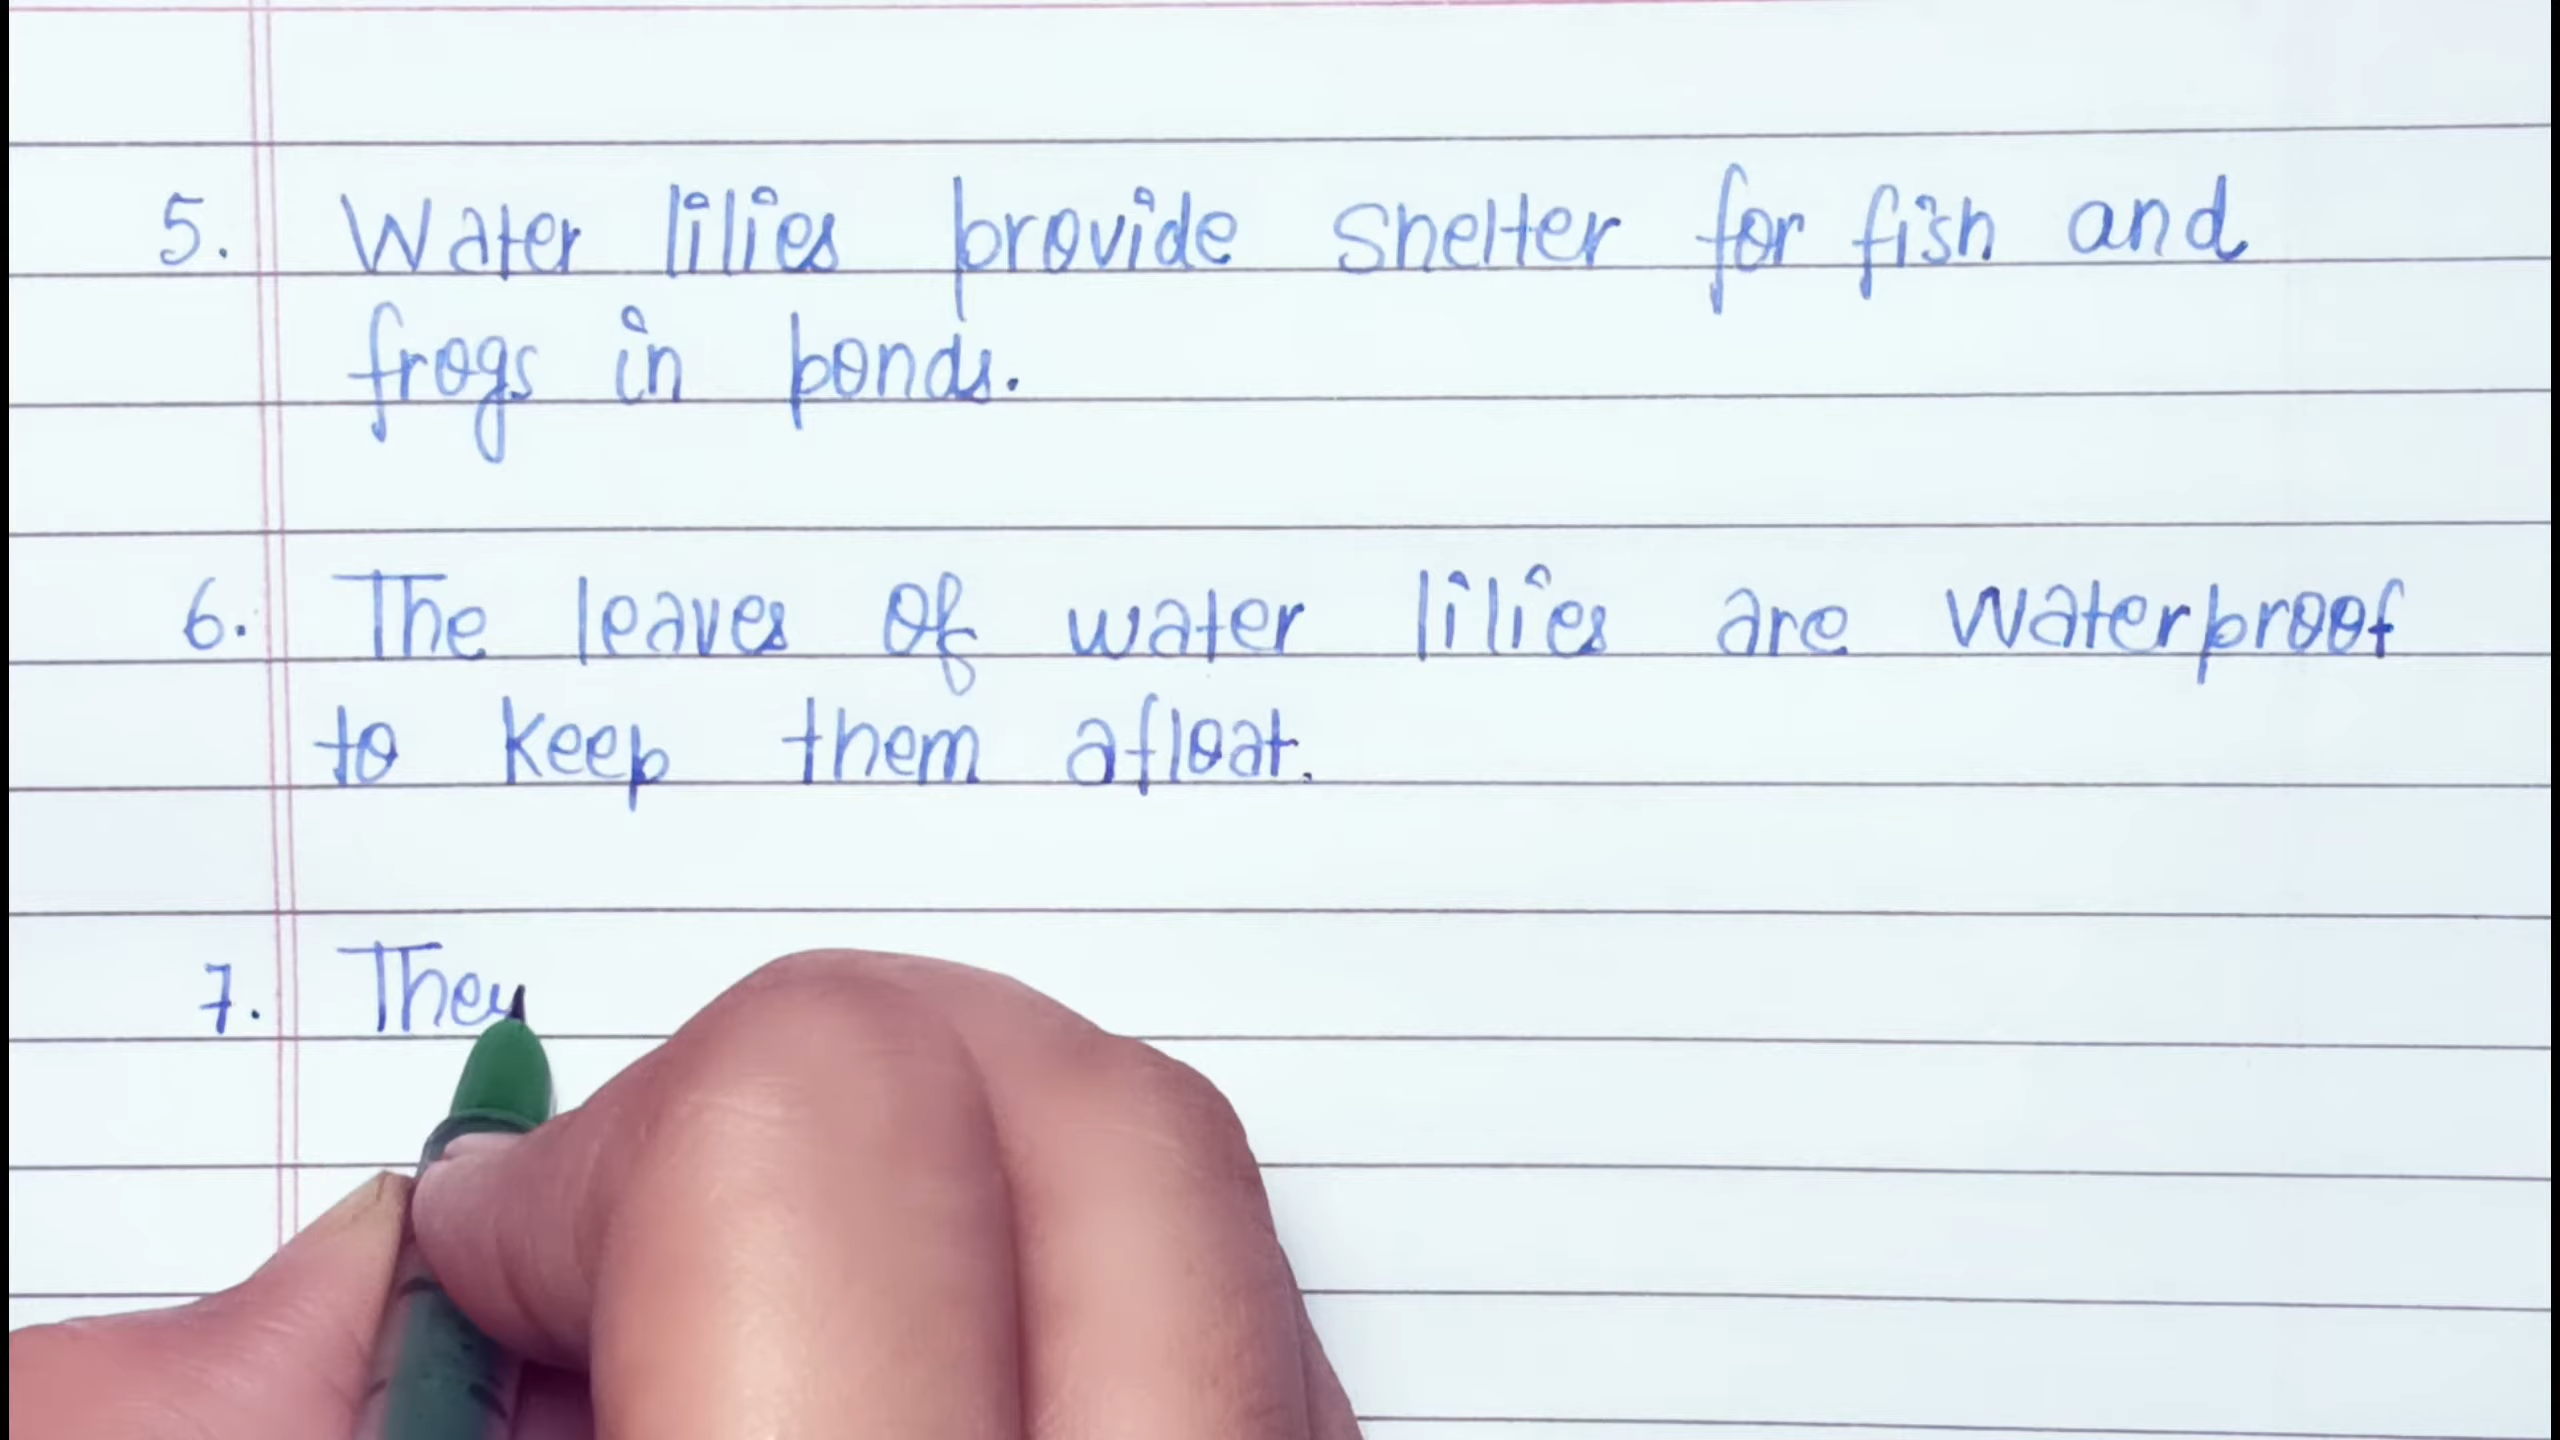 5. Water lilies provide shelter for fish and
frogs in ponds.
6. The leaves of water lilies are waterproof
to keep them afloat.
7. They